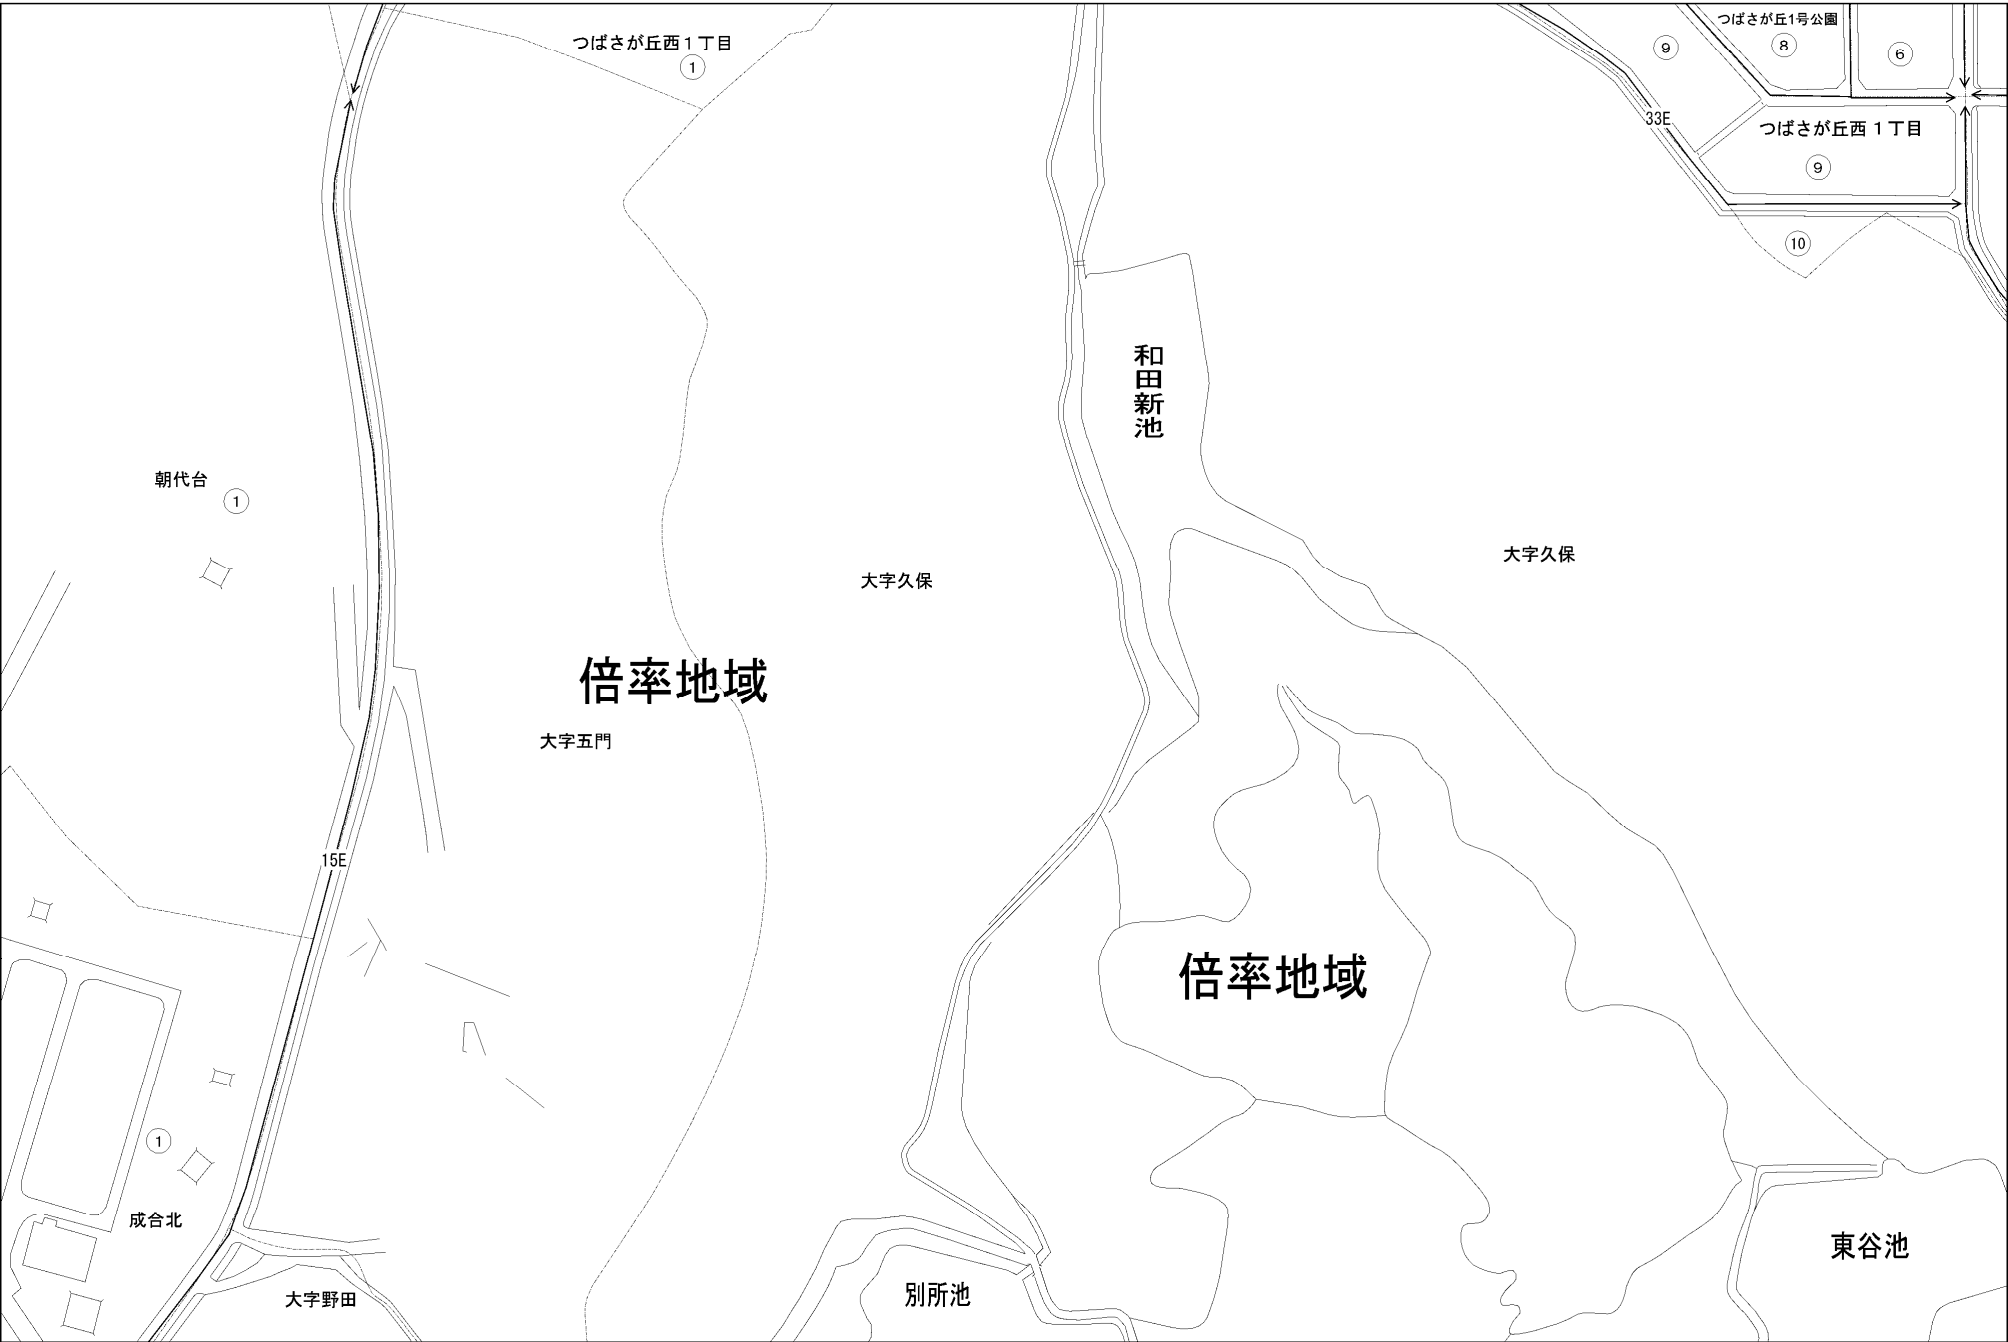 つばさが丘西１丁目
1
つばさが丘1号公園
9
8
6
33E
つばさが丘西１丁目
9
10
和田新池
朝代台
1
大字久保
大字久保
倍率地域
大字五門
15E
倍率地域
1
成合北
大字野田
別所池
東谷池